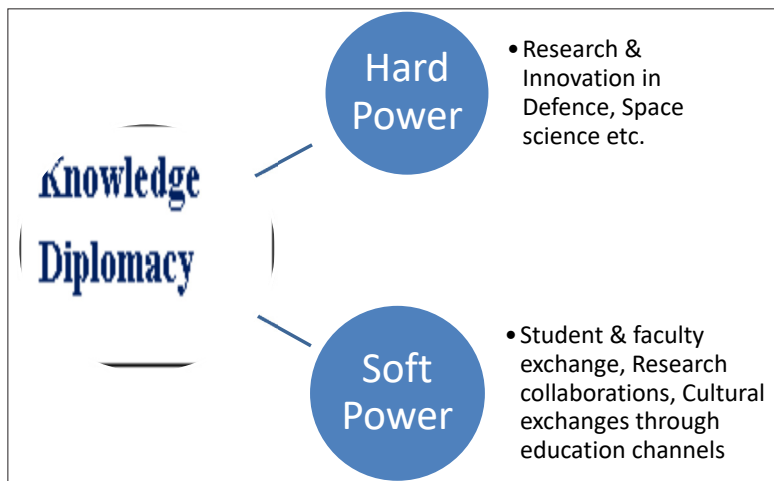 Knowledge
Diplomacy
Hard
Power
•Research &
Innovation in
Defence, Space
science etc.
Soft
Power
•Student & faculty
exchange, Research
collaborations, Cultural
exchanges through
education channels